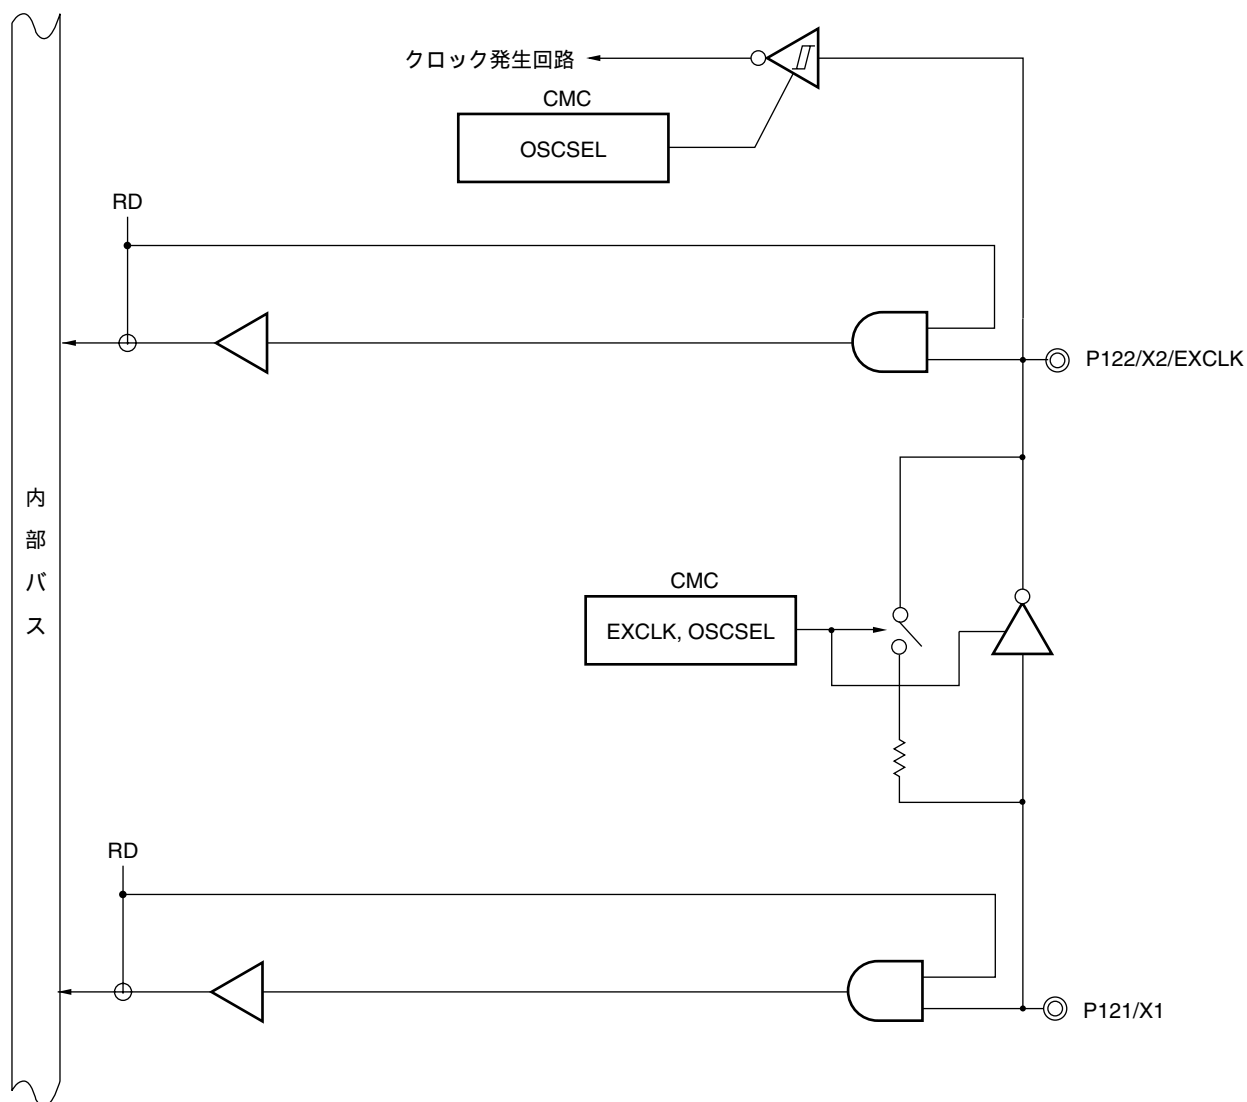 クロック発生回路
CMC
OSCSEL
RD
P122/X2/EXCLK
内部バス
CMC
EXCLK, OSCSEL
RD
P121/X1